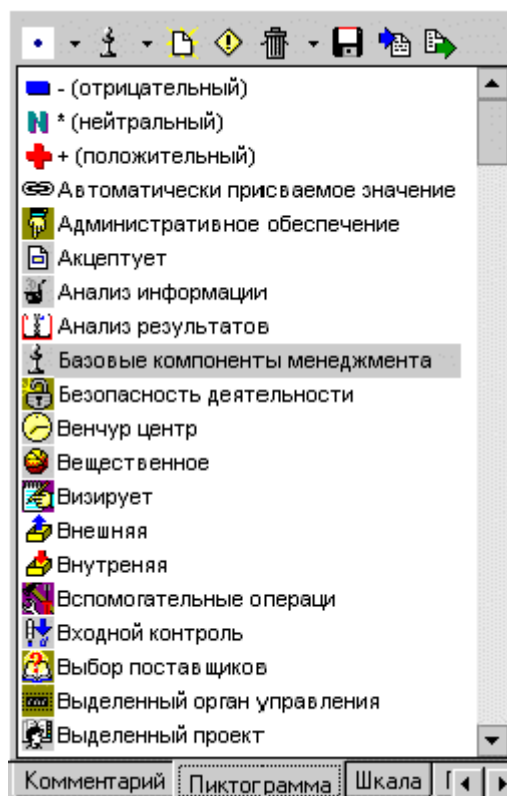 - (отрицательный)
* (нейтральный)
+ (положительный)
Автоматически присваемое значение
Административное обеспечение
Акцептует
Анализ информации
Анализ результатов
Базовые компоненты менеджмента
Безопасность деятельности
Венчур центр
Вещественное
Визирует
Внешняя
Внутреняя
Вспомогательные операци
Входной контроль
Выбор поставщиков
Выделенный орган управления
Выделенный проект
Комментарий Пиктограмма Шкала